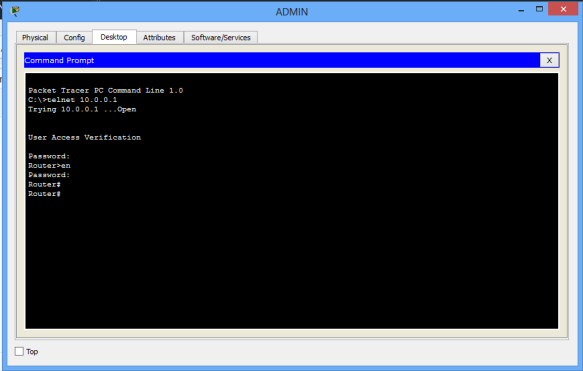 ADMIN
Physical Config Desktop Attributes Software/Services
Command Prompt X
Packet Tracer PC Command Line 1.0
C:\>telnet 10.0.0.1
Trying 10.0.0.1 ...Open
User Access Verification
Password:
Router>en
Password:
Router#
Router#
Top